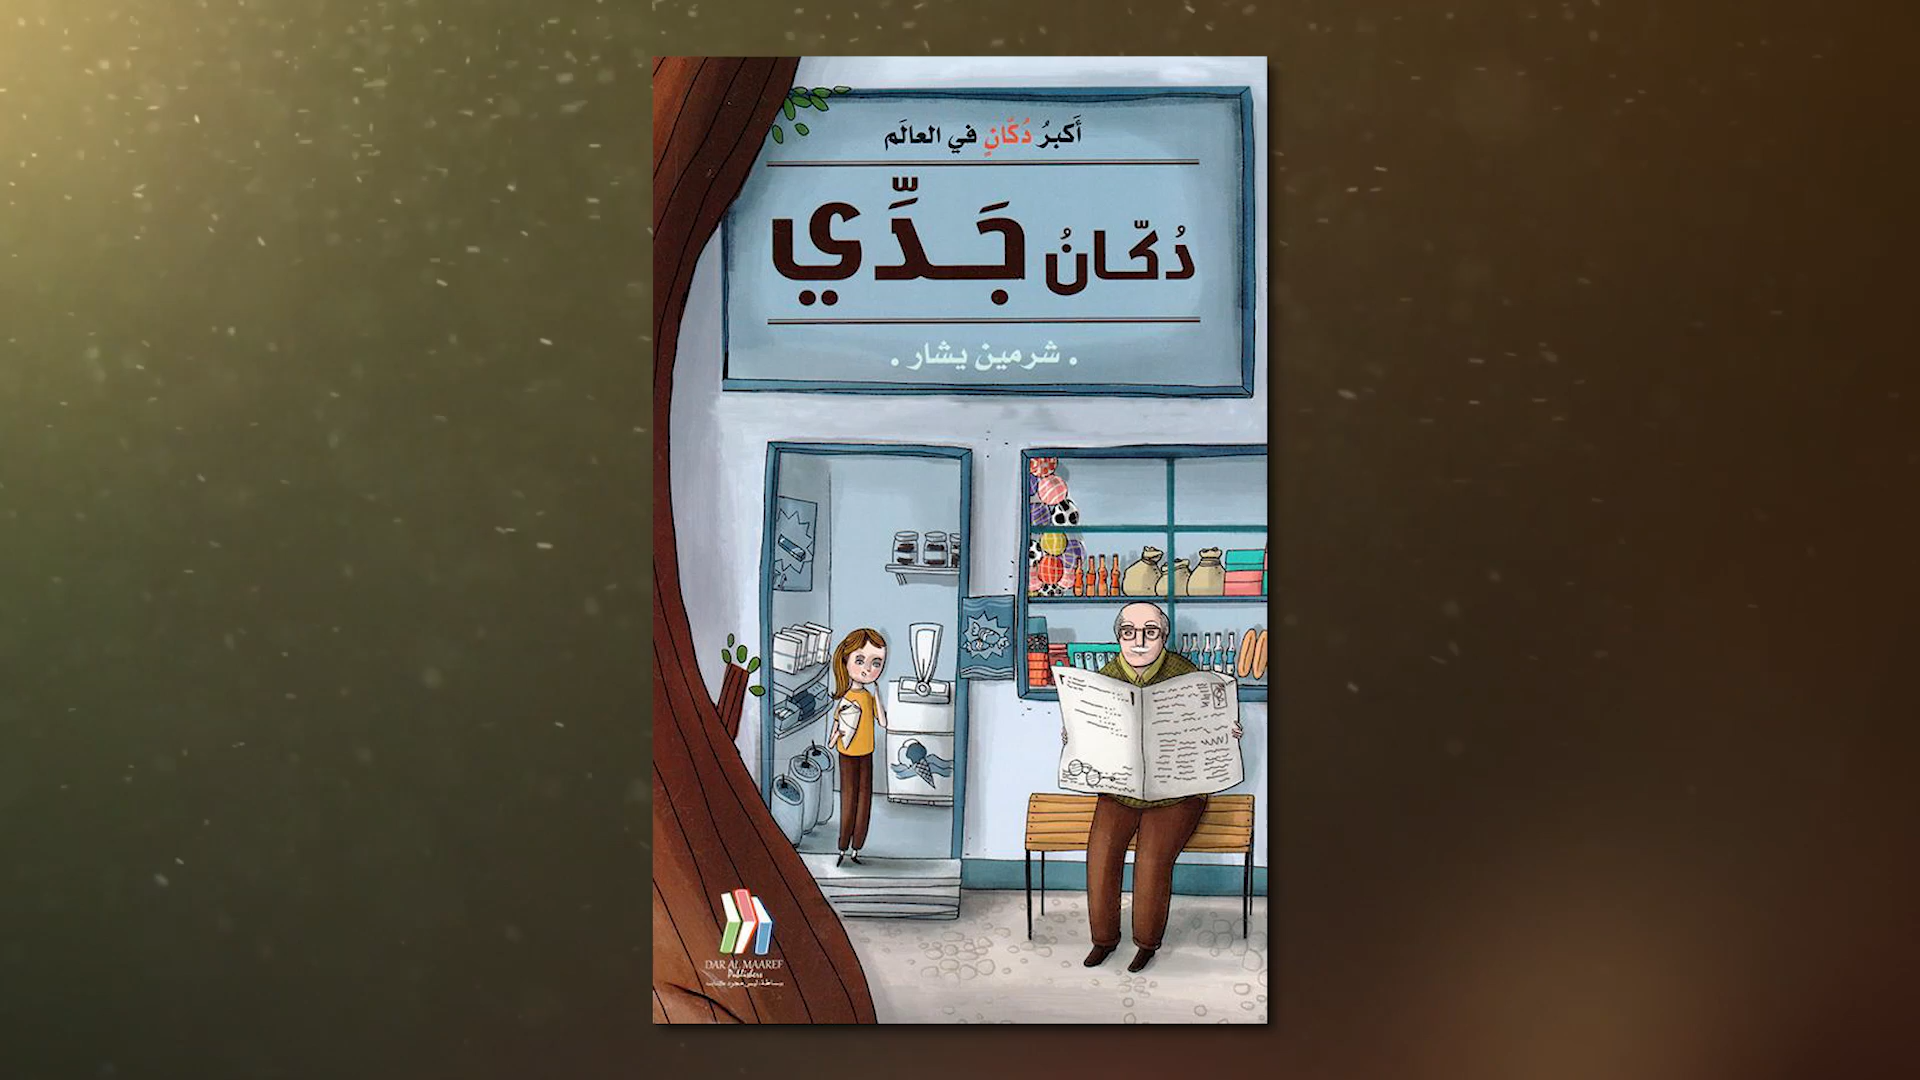 أَكبرُ دُكّانٍ في العالَم
دُكّانُ جَدِّي
. شرمين يشار .
DAR AL MAAREF
Publishers